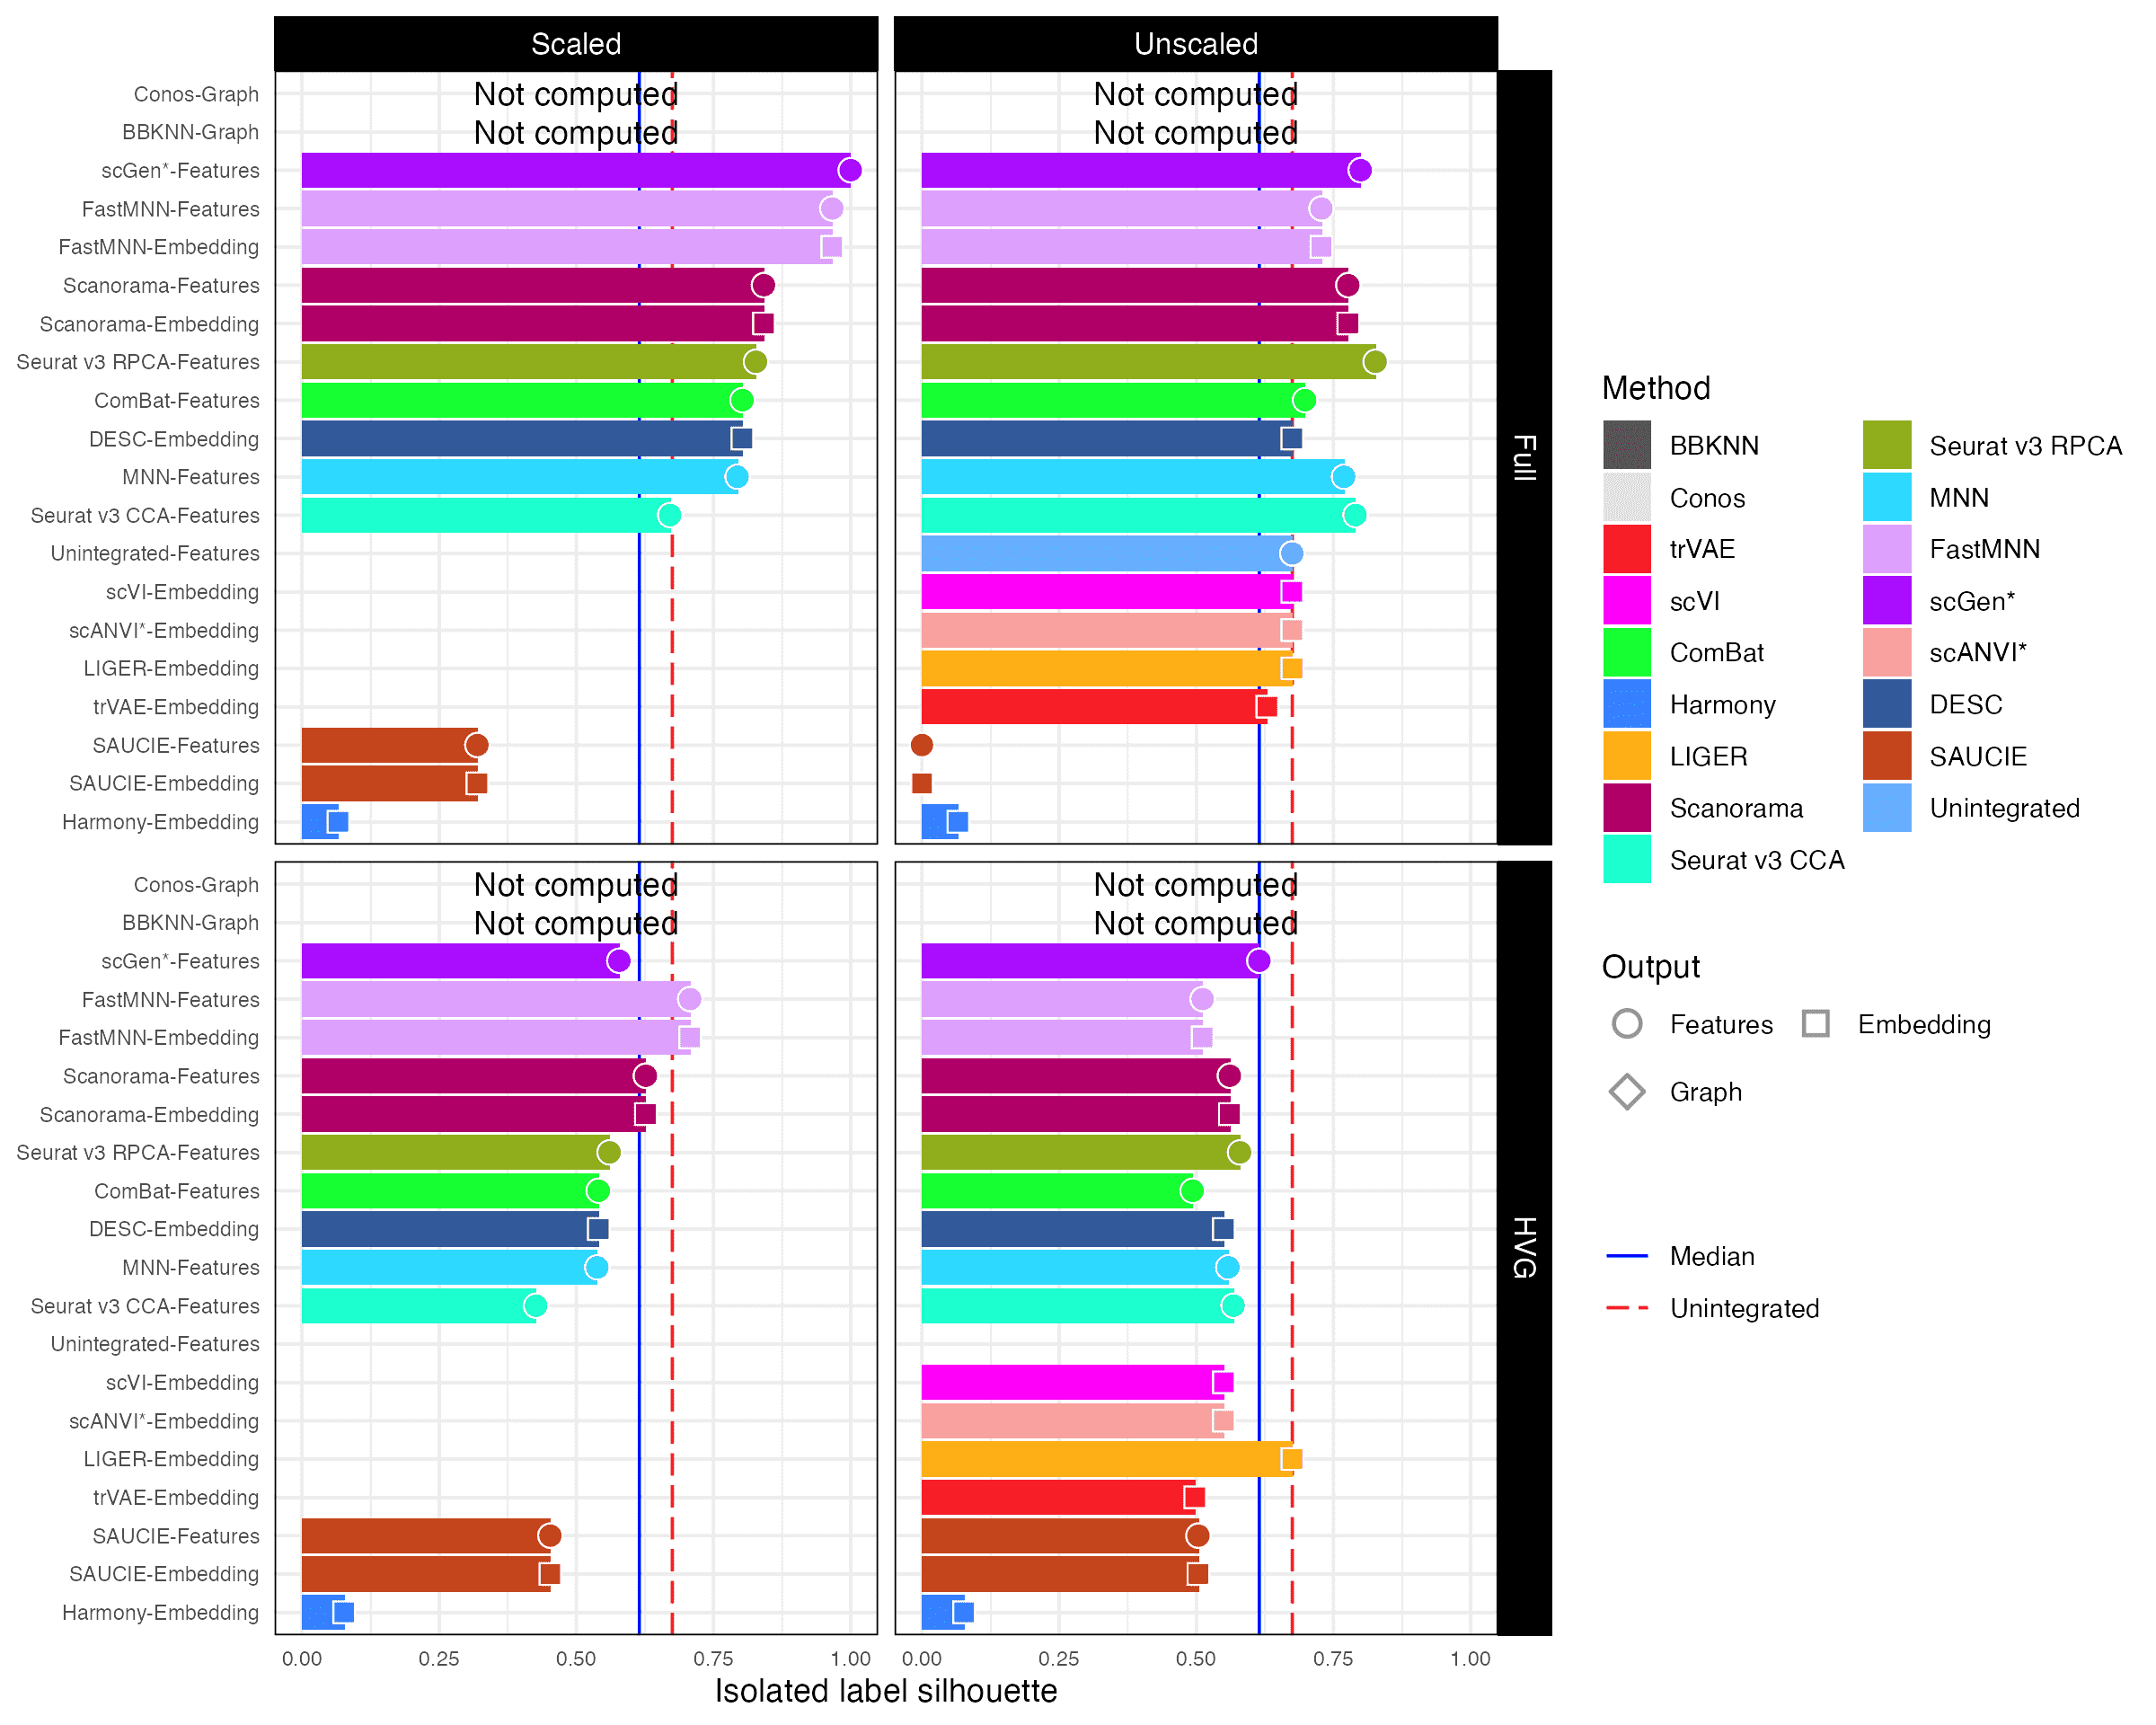 Scaled
Unscaled
Conos-Graph
Not computed
Not computed
BBKNN-Graph
Not computed
Not computed
scGen*-Features
FastMNN-Features
FastMNN-Embedding
Scanorama-Features
Scanorama-Embedding
Seurat v3 RPCA-Features
ComBat-Features
DESC-Embedding
MNN-Features
Seurat v3 CCA-Features
Unintegrated-Features
scVI-Embedding
scANVI*-Embedding
LIGER-Embedding
trVAE-Embedding
SAUCIE-Features
SAUCIE-Embedding
Harmony-Embedding
Full
Conos-Graph
Not computed
Not computed
BBKNN-Graph
Not computed
Not computed
scGen*-Features
FastMNN-Features
FastMNN-Embedding
Scanorama-Features
Scanorama-Embedding
Seurat v3 RPCA-Features
ComBat-Features
DESC-Embedding
MNN-Features
Seurat v3 CCA-Features
Unintegrated-Features
scVI-Embedding
scANVI*-Embedding
LIGER-Embedding
trVAE-Embedding
SAUCIE-Features
SAUCIE-Embedding
Harmony-Embedding
HVG
0.00 0.25 0.50 0.75 1.00
0.00 0.25 0.50 0.75 1.00
Isolated label silhouette
Method
BBKNN
Conos
trVAE
scVI
ComBat
Harmony
LIGER
Scanorama
Seurat v3 CCA
Seurat v3 RPCA
MNN
FastMNN
scGen*
scANVI*
DESC
SAUCIE
Unintegrated
Output
Features
Embedding
Graph
Median
Unintegrated